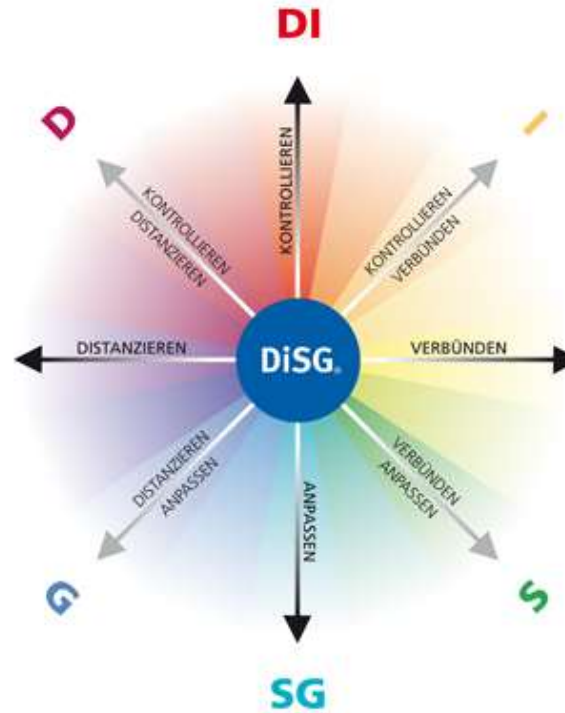 DI
D
I
KONTROLLIEREN
KONTROLLIEREN
DISTANZIEREN
KONTROLLIEREN
VERBÜNDEN
DISTANZIEREN
DiSG®
VERBÜNDEN
DISTANZIEREN
ANPASSEN
ANPASSEN
VERBÜNDEN
ANPASSEN
G
S
SG